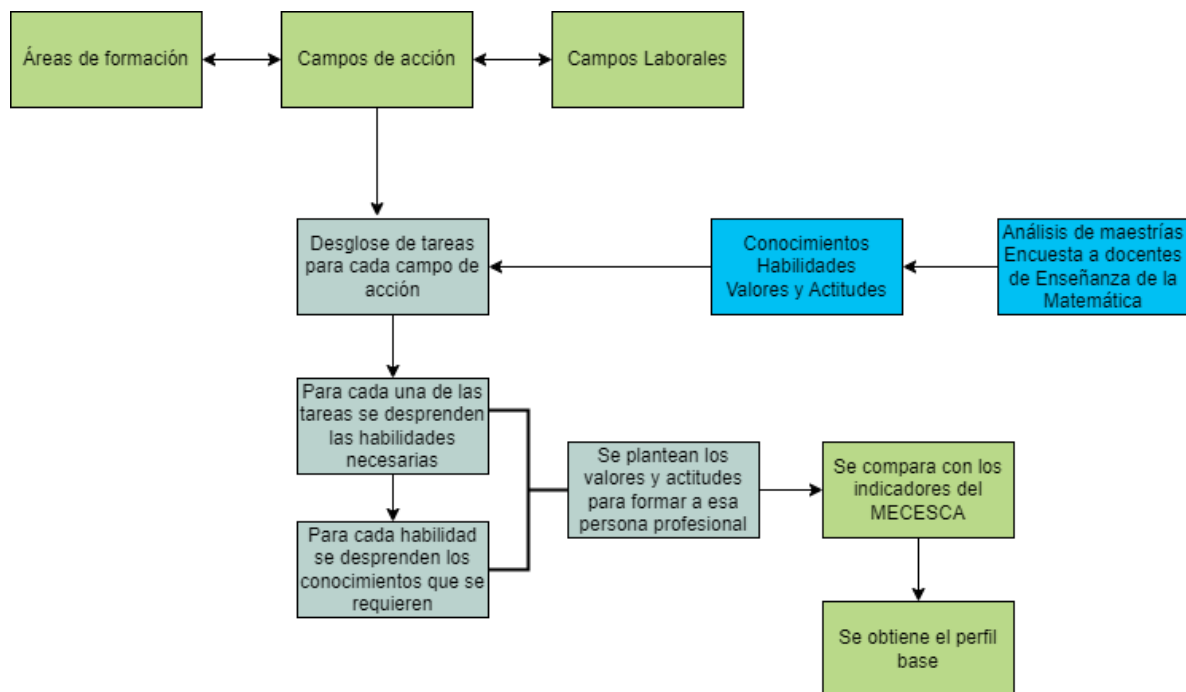 Áreas de formación
Campos de acción
Campos Laborales
Desglose de tareas
para cada campo de
acción
Conocimientos
Habilidades
Valores y Actitudes
Análisis de maestrías
Encuesta a docentes
de Enseñanza de la
Matemática
Para cada una de las
tareas se desprenden
las habilidades
necesarias
Para cada habilidad
se desprenden los
conocimientos que se
requieren
Se plantean los
valores y actitudes
para formar a esa
persona profesional
Se compara con los
indicadores del
MECESCA
Se obtiene el perfil
base